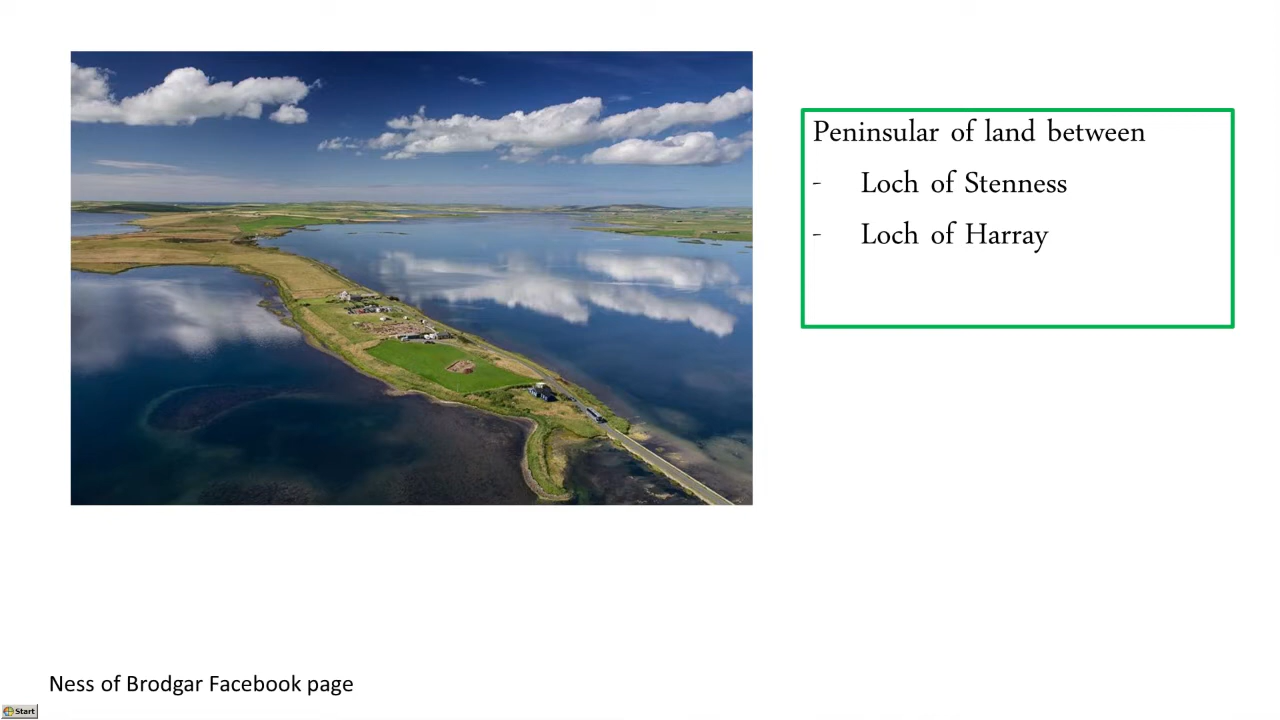 Peninsular of land between
- Loch of Stenness
- Loch of Harray
Ness of Brodgar Facebook page
Start